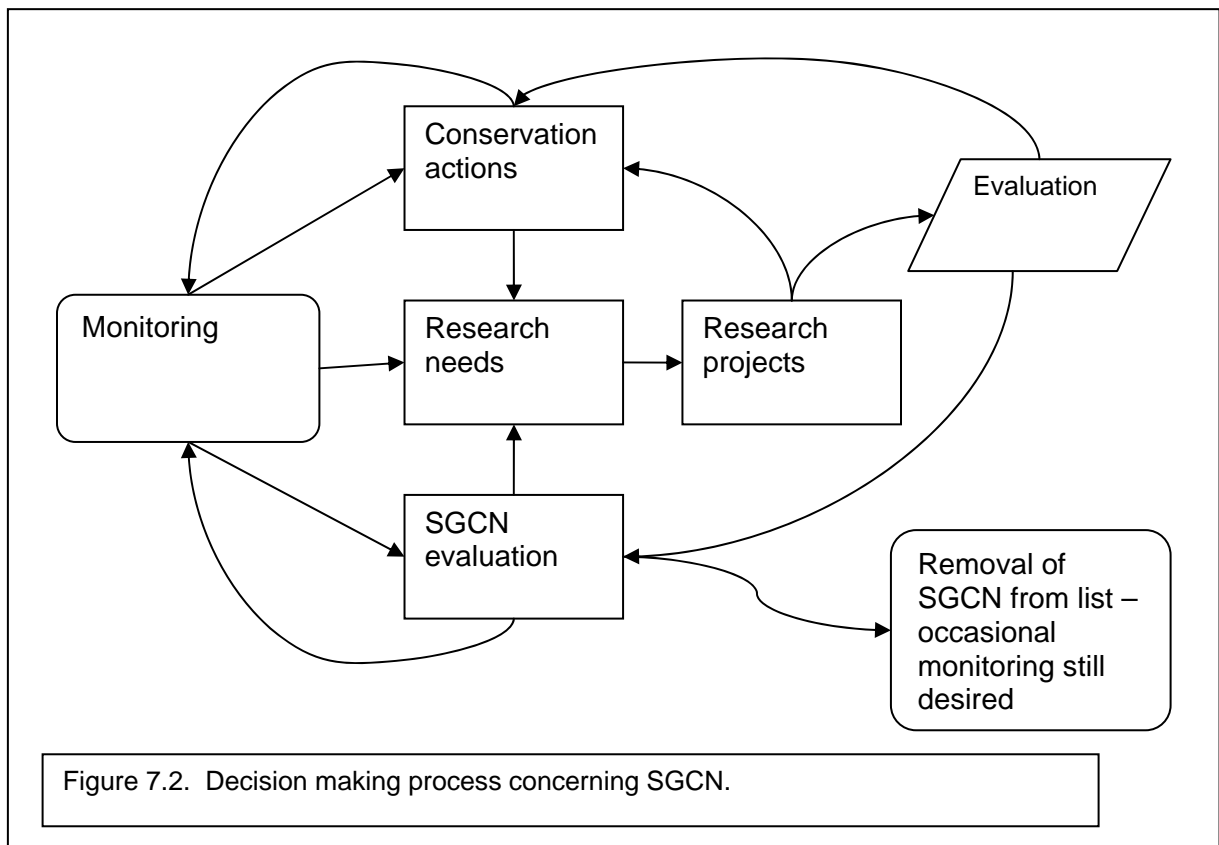 Conservation
actions
Evaluation
Monitoring
Research
needs
Research
projects
SGCN
evaluation
Removal of
SGCN from list –
occasional
monitoring still
desired
Figure 7.2.  Decision making process concerning SGCN.